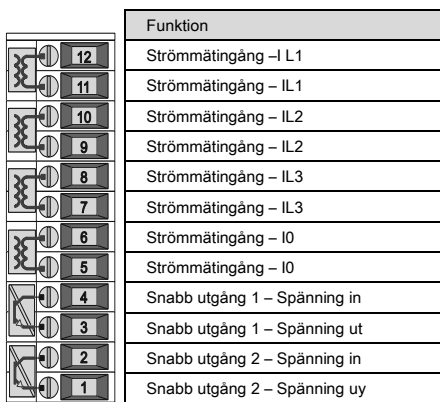 Funktion
12 Strömmätingång –I L1
11 Strömmätingång – IL1
10 Strömmätingång – IL2
9 Strömmätingång – IL2
8 Strömmätingång – IL3
7 Strömmätingång – IL3
6 Strömmätingång – I0
5 Strömmätingång – I0
4 Snabb utgång 1 – Spänning in
3 Snabb utgång 1 – Spänning ut
2 Snabb utgång 2 – Spänning in
1 Snabb utgång 2 – Spänning uy